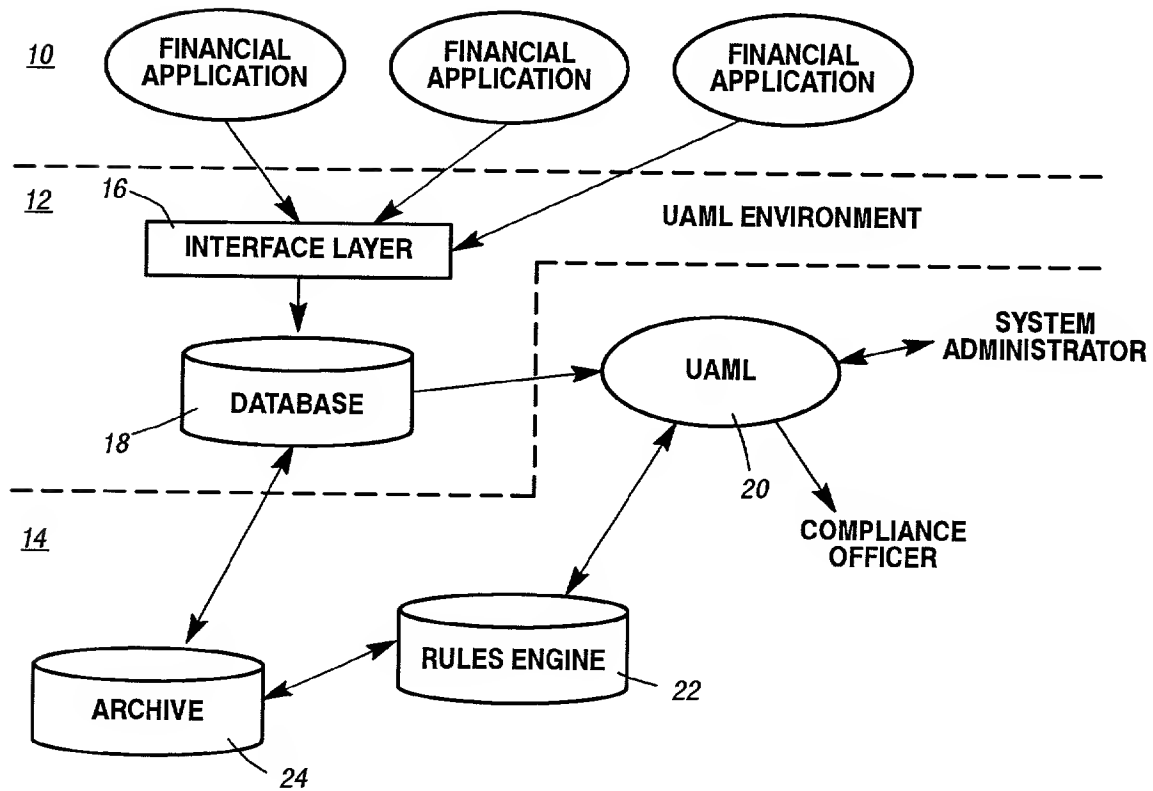 10
FINANCIAL
APPLICATION
FINANCIAL
APPLICATION
FINANCIAL
APPLICATION
12
16
INTERFACE LAYER
UAML ENVIRONMENT
DATABASE
18
UAML
20
SYSTEM
ADMINISTRATOR
COMPLIANCE
OFFICER
14
RULES ENGINE
22
ARCHIVE
24